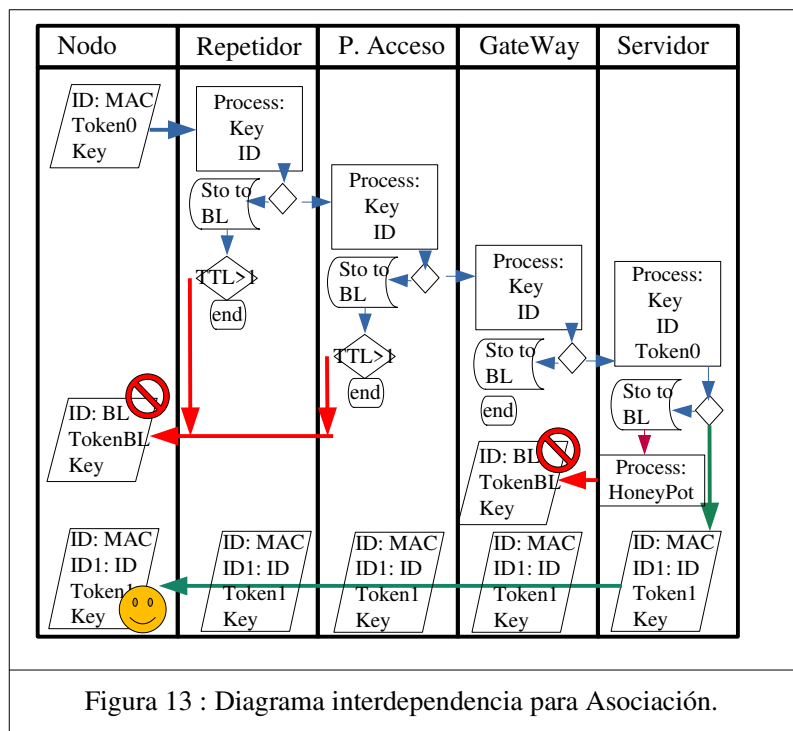 Nodo
Repetidor
P. Acceso
GateWay
Servidor
ID: MAC
Token0
Key
Process:
Key
ID
Sto to
BL
TTL>1
end
Process:
Key
ID
Sto to
BL
TTL>1
end
Process:
Key
ID
Sto to
BL
end
Process:
Key
ID
Token0
Sto to
BL
Process:
HoneyPot
ID: BL
TokenBL
Key
ID: BL
TokenBL
Key
ID: MAC
ID1: ID
Token1
Key
ID: MAC
ID1: ID
Token1
Key
ID: MAC
ID1: ID
Token1
Key
ID: MAC
ID1: ID
Token1
Key
ID: MAC
ID1: ID
Token1
Key
Figura 13 : Diagrama interdependencia para Asociación.